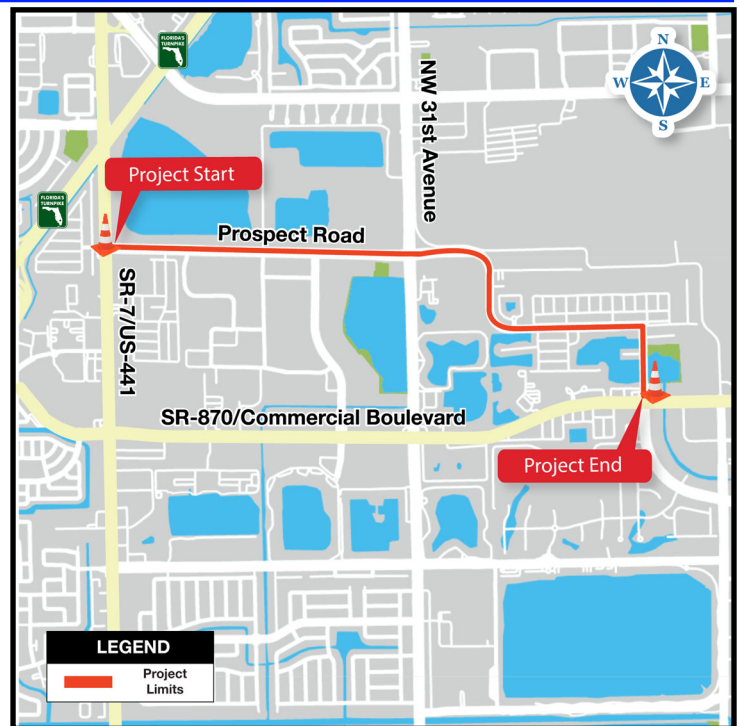 FLORIDA'S
TURNPIKE
N
W
E
S
NW 31st Avenue
Project Start
FLORIDA'S
TURNPIKE
Prospect Road
SR-7/US-441
SR-870/Commercial Boulevard
Project End
LEGEND
Project
Limits